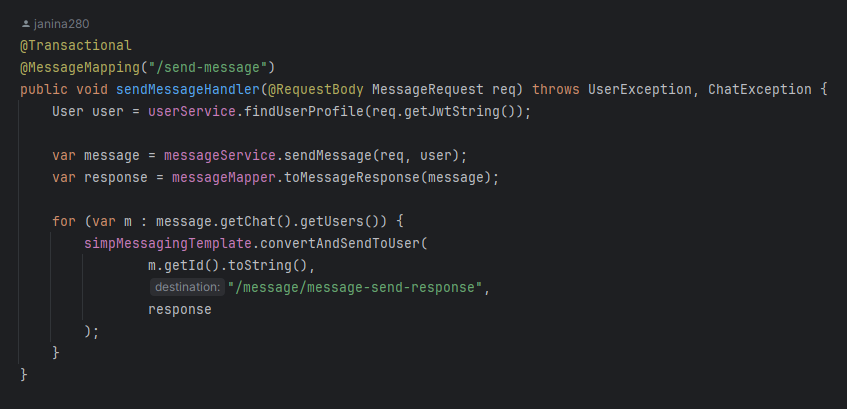 janina280
@Transactional
@MessageMapping("/send-message")
public void sendMessageHandler(@RequestBody MessageRequest req) throws UserException, ChatException {
    User user = userService.findUserProfile(req.getJwtString());

    var message = messageService.sendMessage(req, user);
    var response = messageMapper.toMessageResponse(message);

    for (var m : message.getChat().getUsers()) {
        simpMessagingTemplate.convertAndSendToUser(
                m.getId().toString(),
                destination: "/message/message-send-response",
                response
        );
    }
}